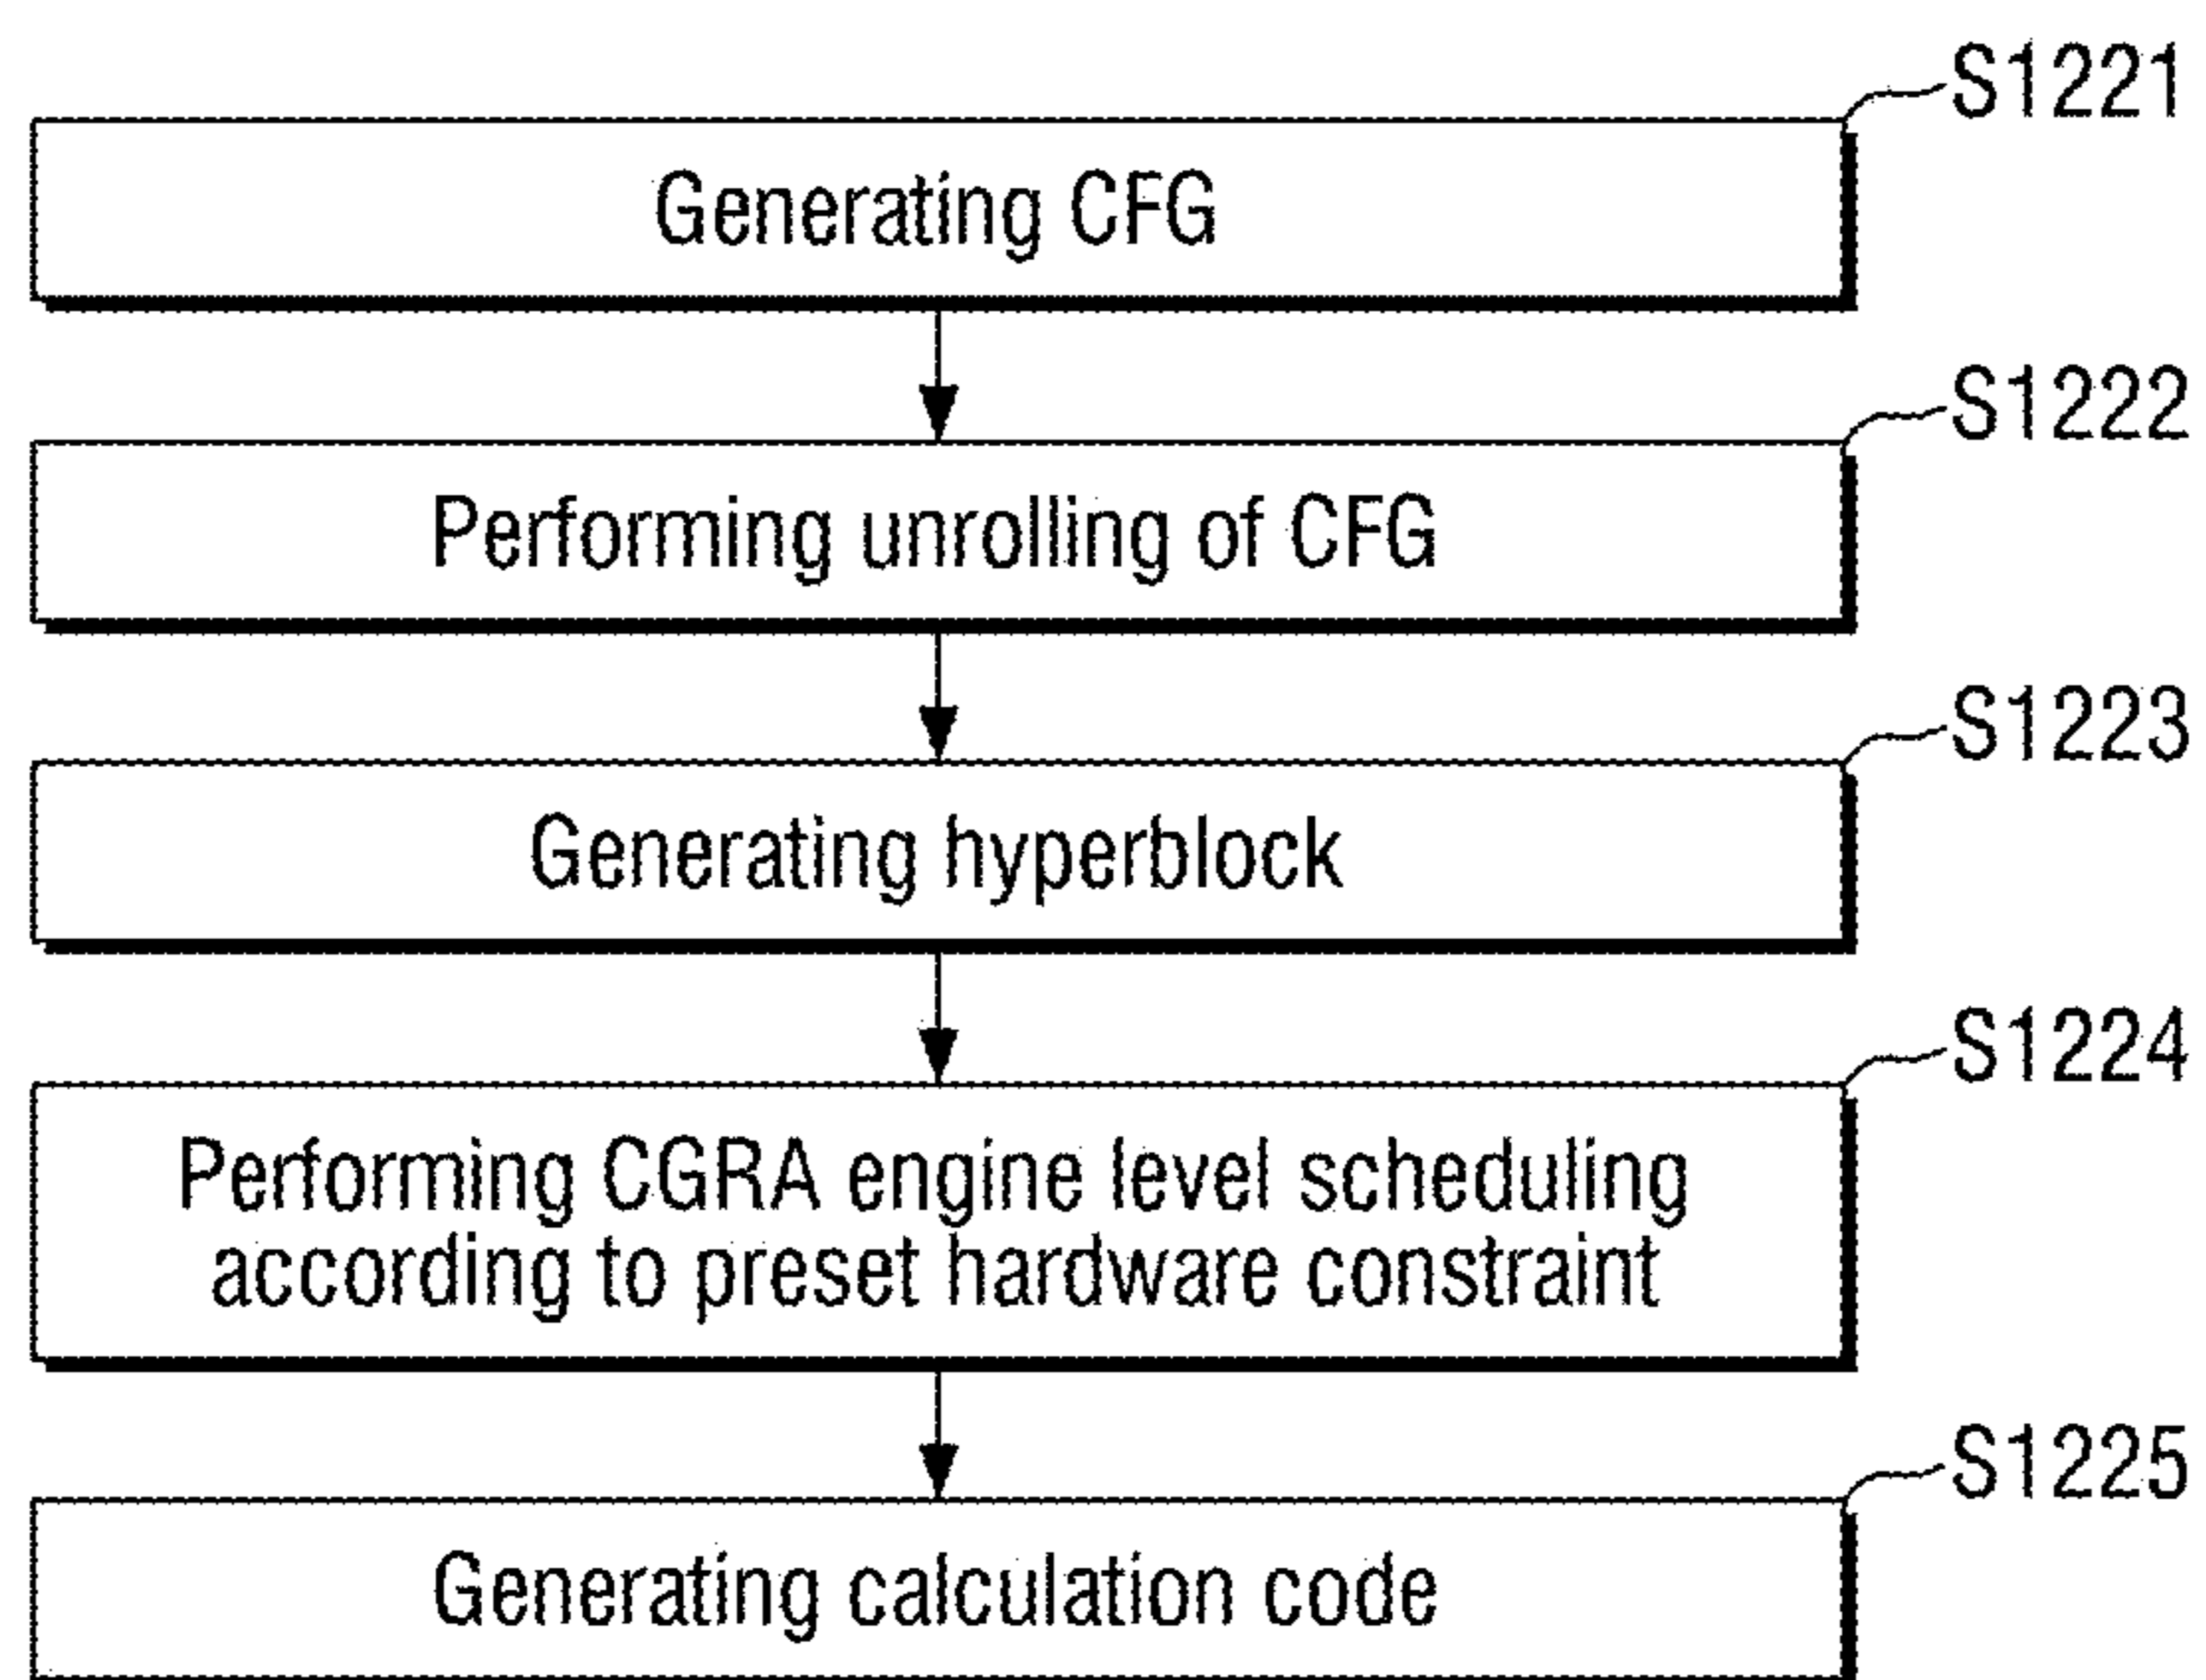 S1221
Generating CFG
S1222
Performing unrolling of CFG
S1223
Generating hyperblock
S1224
Performing CGRA engine level scheduling
according to preset hardware constraint
S1225
Generating calculation code